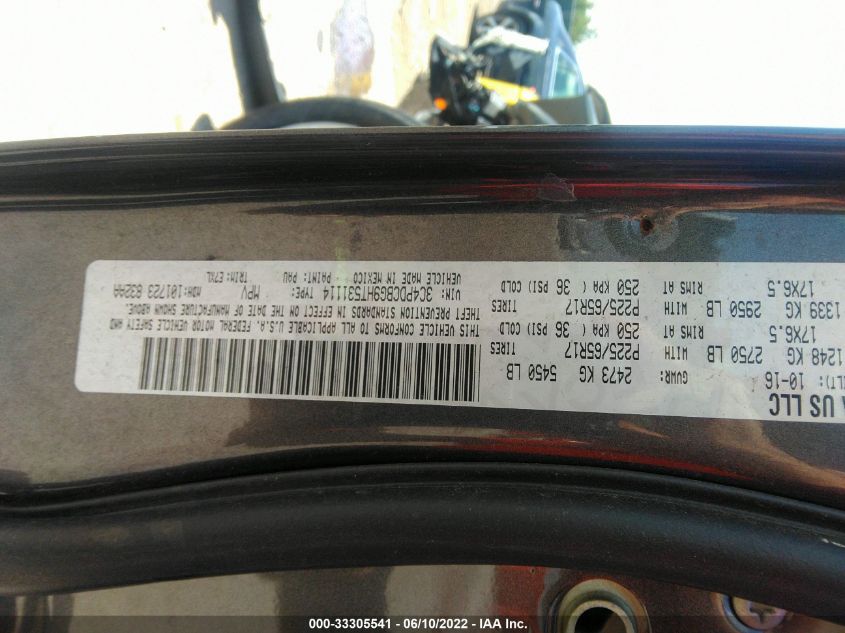 A US LLC
LT): 10-16 GVWR: 2473 KG 5450 LB
1248 KG 2750 LB WITH TIRES P225/65R17
17X6.5 RIMS AT 250 KPA ( 36 PSI) COLD
1339 KG 2950 LB WITH TIRES P225/65R17
17X6.5 RIMS AT 250 KPA ( 36 PSI) COLD
THIS VEHICLE CONFORMS TO ALL APPLICABLE U.S.A. FEDERAL MOTOR VEHICLE SAFETY AND
THEFT PREVENTION STANDARDS IN EFFECT ON THE DATE OF MANUFACTURE SHOWN ABOVE.
VIN: 3C4PDCBG9HT531114 TYPE: MPV MDH:101723 832AA
VEHICLE MADE IN MEXICO PAINT: PAU TRIM: E7XL
000-33305541 - 06/10/2022 - IAA Inc.